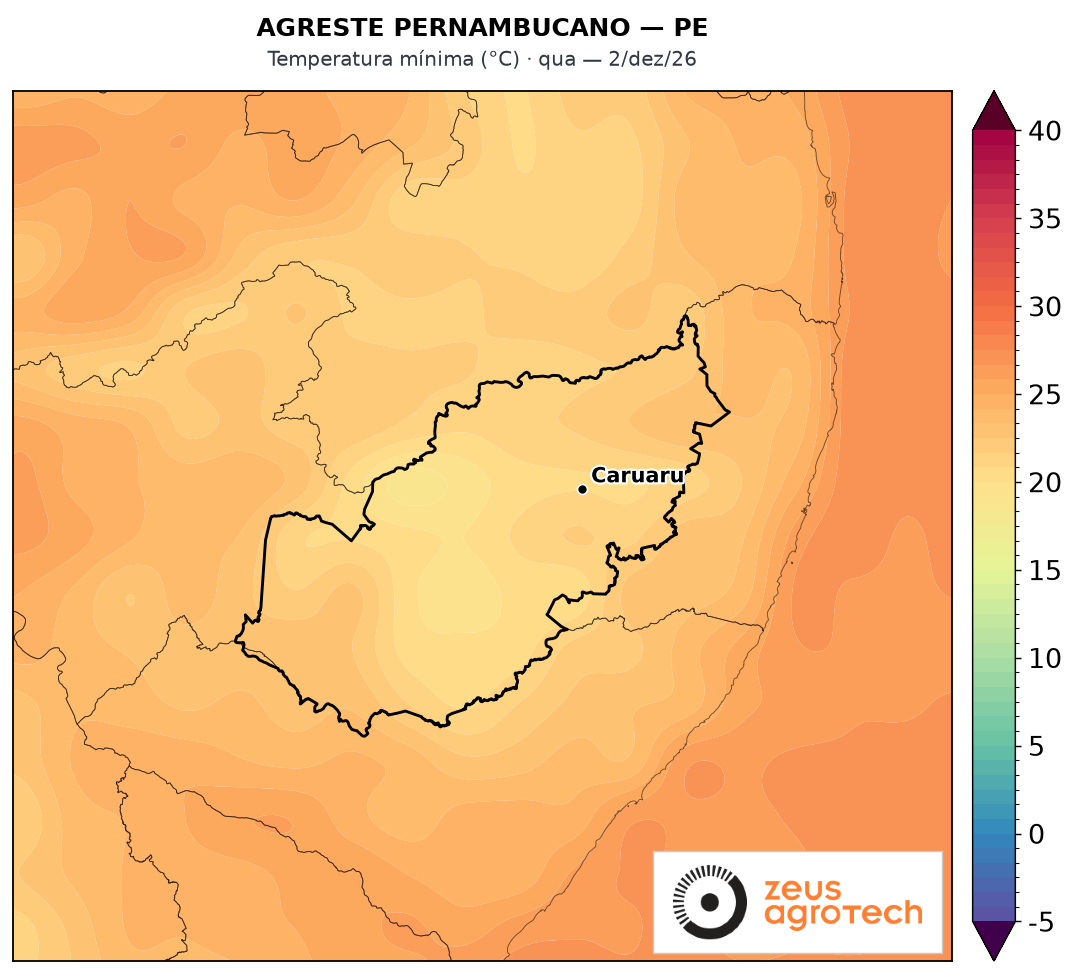 AGRESTE PERNAMBUCANO — PE
Temperatura mínima (°C) · qua — 2/dez/26
40
35
30
25
20
15
10
5
0
-5
Caruaru
zeus
agrotech